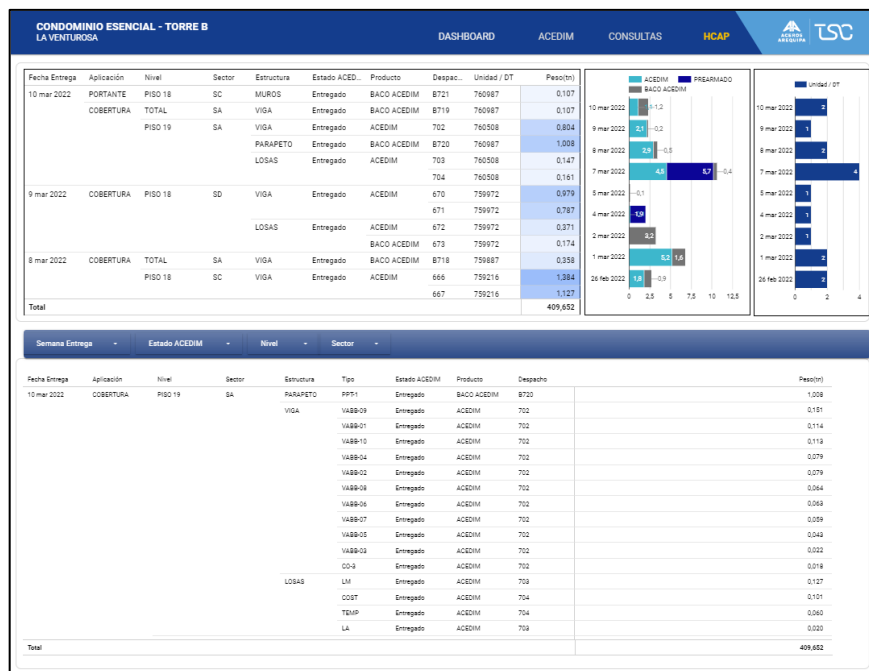 CONDOMINIO ESENCIAL - TORRE B
LA VENTUROSA
DASHBOARD ACEDIM CONSULTAS HCAP
ACEROS AREQUIPA TSC
Fecha Entrega Aplicación Nivel Sector Estructura Estado ACED... Producto Despac... Unidad / DT Peso(tn)
10 mar 2022 PORTANTE PISO 18 SC MUROS Entregado BACO ACEDIM B721 760987 0,107
COBERTURA TOTAL SA VIGA Entregado BACO ACEDIM B719 760987 0,107
PISO 19 SA VIGA Entregado ACEDIM 702 760508 0,804
PARAPETO Entregado BACO ACEDIM B720 760987 1,008
LOSAS Entregado ACEDIM 703 760508 0,147
704 760508 0,161
9 mar 2022 COBERTURA PISO 18 SD VIGA Entregado ACEDIM 670 759972 0,979
671 759972 0,787
LOSAS Entregado ACEDIM 672 759972 0,371
BACO ACEDIM 673 759972 0,174
8 mar 2022 COBERTURA TOTAL SA VIGA Entregado BACO ACEDIM B718 759887 0,358
PISO 18 SC VIGA Entregado ACEDIM 666 759216 1,384
667 759216 1,127
Total 409,652
ACEDIM PREARMADO
BACO ACEDIM
10 mar 2022 1,2
9 mar 2022 2,1 0,2
8 mar 2022 2,9 0,5
7 mar 2022 4,5 5,7 0,4
5 mar 2022 0,1
4 mar 2022 1,9
2 mar 2022 3,2
1 mar 2022 5,2 1,6
26 feb 2022 1,8 0,9
0 2,5 5 7,5 10 12,5
Unidad / DT
10 mar 2022 2
9 mar 2022 1
8 mar 2022 2
7 mar 2022 4
5 mar 2022 1
4 mar 2022 1
2 mar 2022 1
1 mar 2022 2
26 feb 2022 2
0 2 4
Semana Entrega Estado ACEDIM Nivel Sector
Fecha Entrega Aplicación Nivel Sector Estructura Tipo Estado ACEDIM Producto Despacho Peso(tn)
10 mar 2022 COBERTURA PISO 19 SA PARAPETO PPT-1 Entregado BACO ACEDIM B720 1,008
VIGA VABB-09 Entregado ACEDIM 702 0,151
VABB-01 Entregado ACEDIM 702 0,114
VABB-10 Entregado ACEDIM 702 0,113
VABB-04 Entregado ACEDIM 702 0,079
VABB-02 Entregado ACEDIM 702 0,079
VABB-08 Entregado ACEDIM 702 0,064
VABB-06 Entregado ACEDIM 702 0,063
VABB-07 Entregado ACEDIM 702 0,059
VABB-05 Entregado ACEDIM 702 0,043
VABB-03 Entregado ACEDIM 702 0,022
CO-3 Entregado ACEDIM 702 0,018
LOSAS LM Entregado ACEDIM 703 0,127
COST Entregado ACEDIM 704 0,101
TEMP Entregado ACEDIM 704 0,060
LA Entregado ACEDIM 703 0,020
Total 409,652